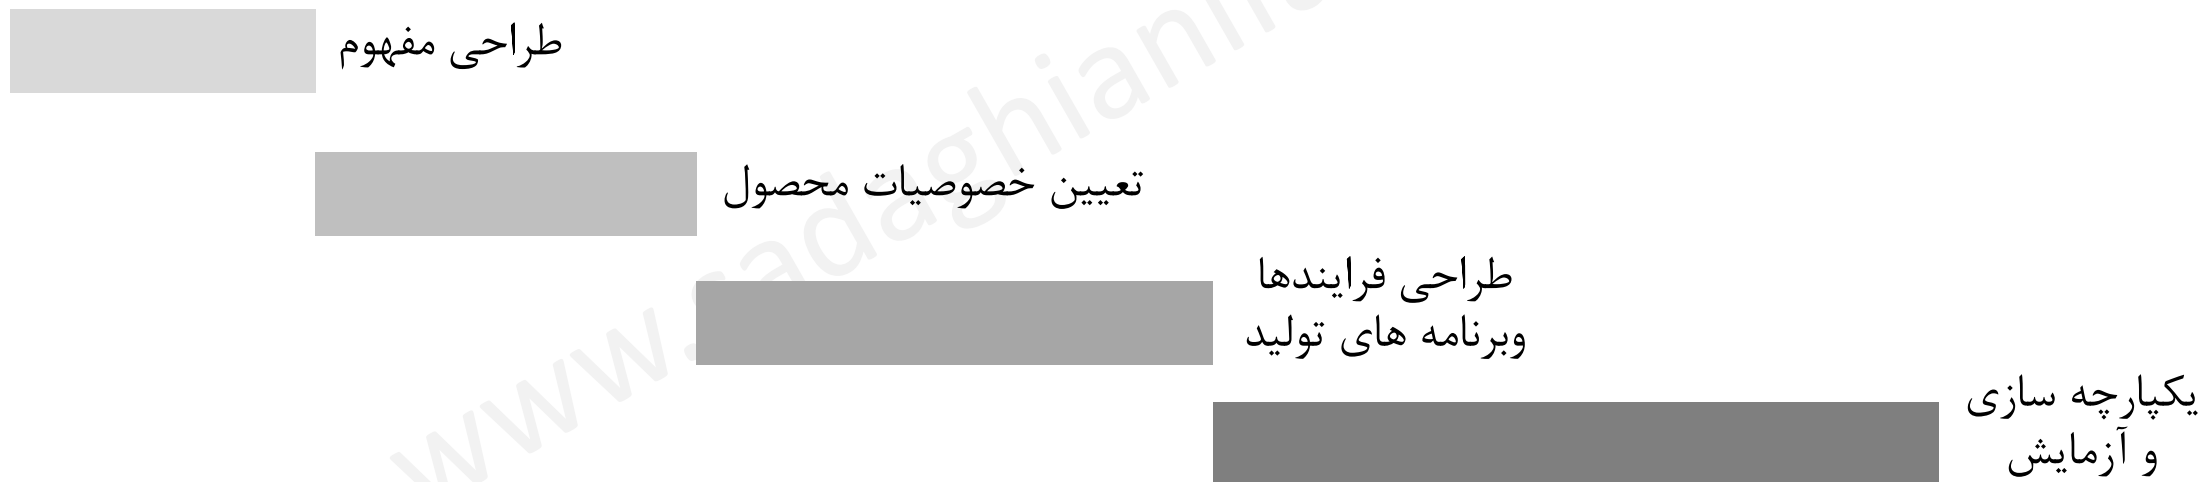 طراحی مفهوم
تعیین خصوصیات محصول
طراحی فرایندها
وبرنامه های تولید
یکپارچه سازی
و آزمایش